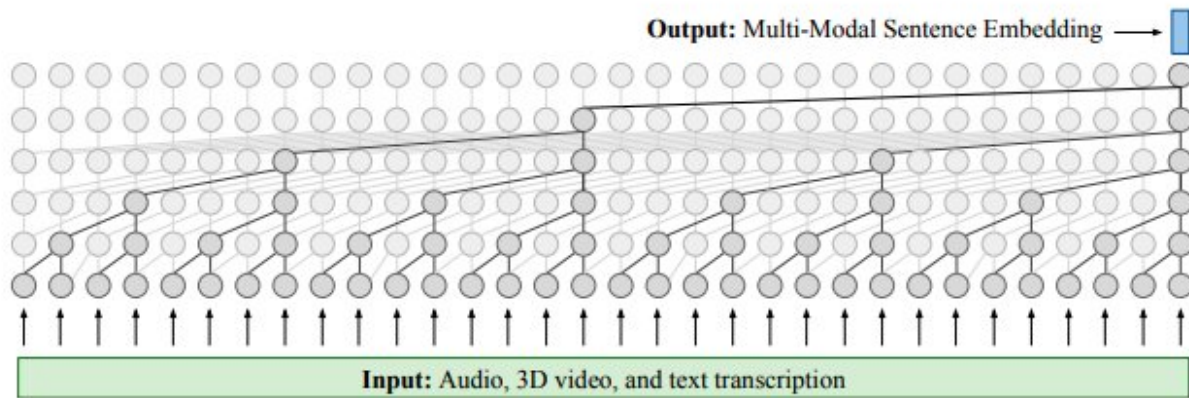 Output: Multi-Modal Sentence Embedding
Input: Audio, 3D video, and text transcription